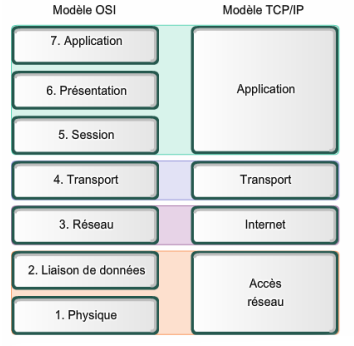 Modèle OSI
Modèle TCP/IP
7. Application
6. Présentation
5. Session
Application
4. Transport
Transport
3. Réseau
Internet
2. Liaison de données
1. Physique
Accès
réseau